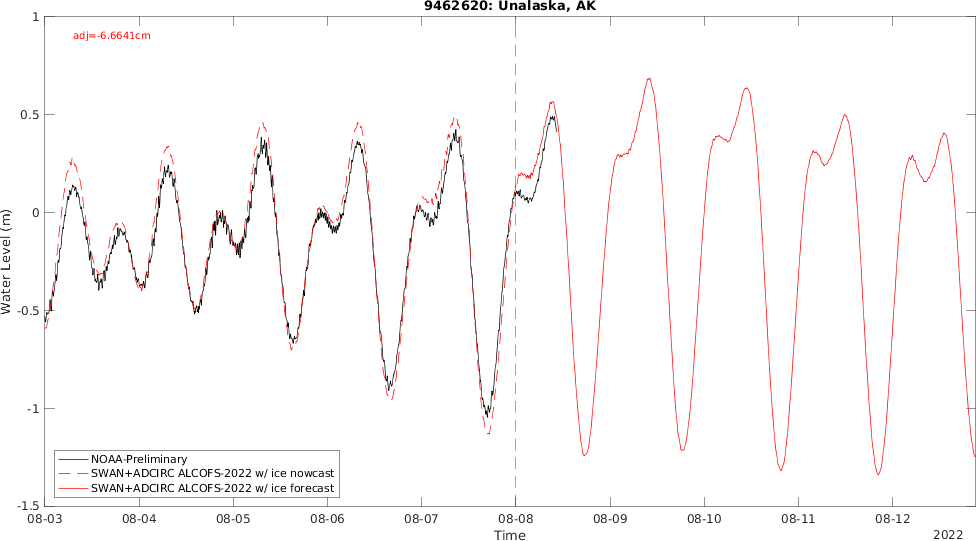 9462620: Unalaska, AK
adj=-6.6641cm
1
0.5
0
-0.5
-1
-1.5
Water Level (m)
NOAA-Preliminary
SWAN+ADCIRC ALCOFS-2022 w/ ice nowcast
SWAN+ADCIRC ALCOFS-2022 w/ ice forecast
08-03 08-04 08-05 08-06 08-07 08-08 08-09 08-10 08-11 08-12
Time
2022